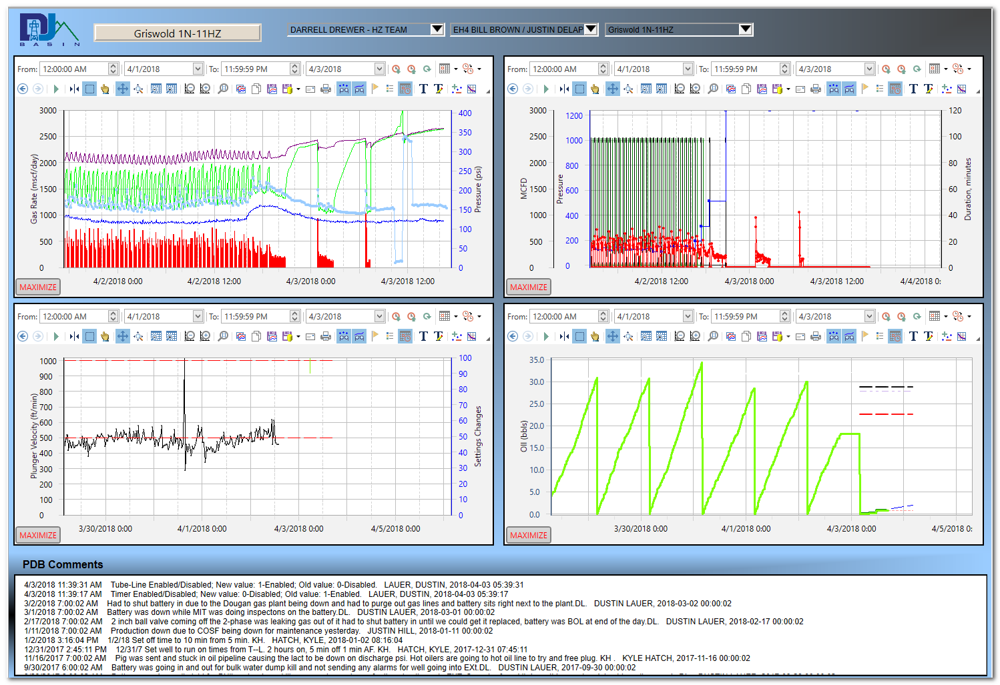 DJ
BASIN
Griswold 1N-11HZ
DARRELL DREWER - HZ TEAM
EH4 BILL BROWN / JUSTIN DELAP
Griswold 1N-11HZ
From: 12:00:00 AM 4/1/2018 To: 11:59:59 PM 4/3/2018
3000
2500
2000
1500
1000
500
0
Gas Rate (mscf/day)
400
350
300
250
200
150
100
50
0
Pressure (psi)
4/2/2018 0:00 4/2/2018 12:00 4/3/2018 0:00 4/3/2018 12:00
MAXIMIZE
From: 12:00:00 AM 4/1/2018 To: 11:59:59 PM 4/3/2018
3000
2500
2000
1500
1000
500
0
MCFD
1200
1000
800
600
400
200
0
Pressure
120
100
80
60
40
20
0
Duration, minutes
4/2/2018 12:00 4/3/2018 0:00 4/3/2018 12:00 4/4/2018 0:
MAXIMIZE
From: 12:00:00 AM 4/1/2018 To: 11:59:59 PM 4/3/2018
1000
900
800
700
600
500
400
300
200
100
0
Plunger Velocity (ft/min)
100
90
80
70
60
50
40
30
20
10
0
Settings Changes
3/30/2018 0:00 4/1/2018 0:00 4/3/2018 0:00 4/5/2018 0:00
MAXIMIZE
From: 12:00:00 AM 4/1/2018 To: 11:59:59 PM 4/3/2018
35.0
30.0
25.0
20.0
15.0
10.0
5.0
0.0
Oil (bbls)
3/30/2018 0:00 4/1/2018 0:00 4/3/2018 0:00 4/5/2018 0:
MAXIMIZE
PDB Comments
4/3/2018 11:39:31 AM Tube-Line Enabled/Disabled; New value: 1-Enabled; Old value: 0-Disabled. LAUER, DUSTIN, 2018-04-03 05:39:31
4/3/2018 11:39:17 AM Timer Enabled/Disabled; New value: 0-Disabled; Old value: 1-Enabled. LAUER, DUSTIN, 2018-04-03 05:39:17
3/2/2018 7:00:02 AM Had to shut battery in due to the Dougan gas plant being down and had to purge out gas lines and battery sits right next to the plant.DL. DUSTIN LAUER, 2018-03-02 00:00:02
3/1/2018 7:00:02 AM Battery was down while MIT was doing inspectons on the battery.DL. DUSTIN LAUER, 2018-03-01 00:00:02
2/17/2018 7:00:02 AM 2 inch ball valve coming off the 2-phase was leaking gas out of it had to shut battery in until we could get it replaced, battery was BOL at end of the day.DL. DUSTIN LAUER, 2018-02-17 00:00:02
1/11/2018 7:00:02 AM Production down due to COSF being down for maintenance yesterday. JUSTIN HILL, 2018-01-11 00:00:02
1/2/2018 3:16:04 PM 1/2/18 Set off time to 10 min from 5 min. KH. HATCH, KYLE, 2018-01-02 08:16:04
12/31/2017 2:45:11 PM 12/31/7 Set well to run on times from T--L. 2 hours on, 5 min off 1 min AF. KH. HATCH, KYLE, 2017-12-31 07:45:11
11/16/2017 7:00:02 AM Pig was sent and stuck in oil pipeline causing the lact to be down on discharge psi. Hot oilers are going to hot oil line to try and free plug. KH . KYLE HATCH, 2017-11-16 00:00:02
9/30/2017 6:00:02 AM Battery was going in and out for bulk water dump kill and not sending any alarms for well going into EXt.DL. DUSTIN LAUER, 2017-09-30 00:00:02